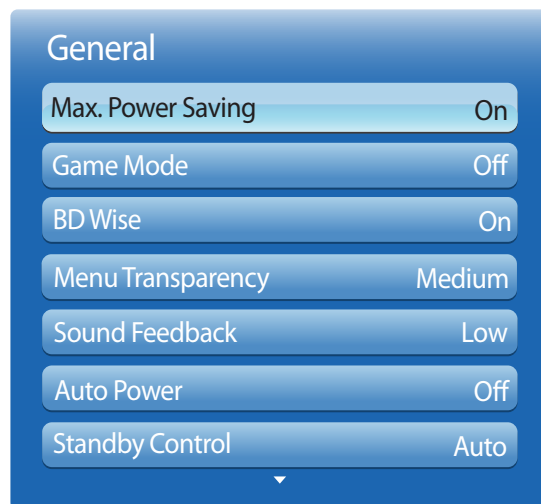 General
Max. Power Saving On
Game Mode Off
BD Wise On
Menu Transparency Medium
Sound Feedback Low
Auto Power Off
Standby Control Auto